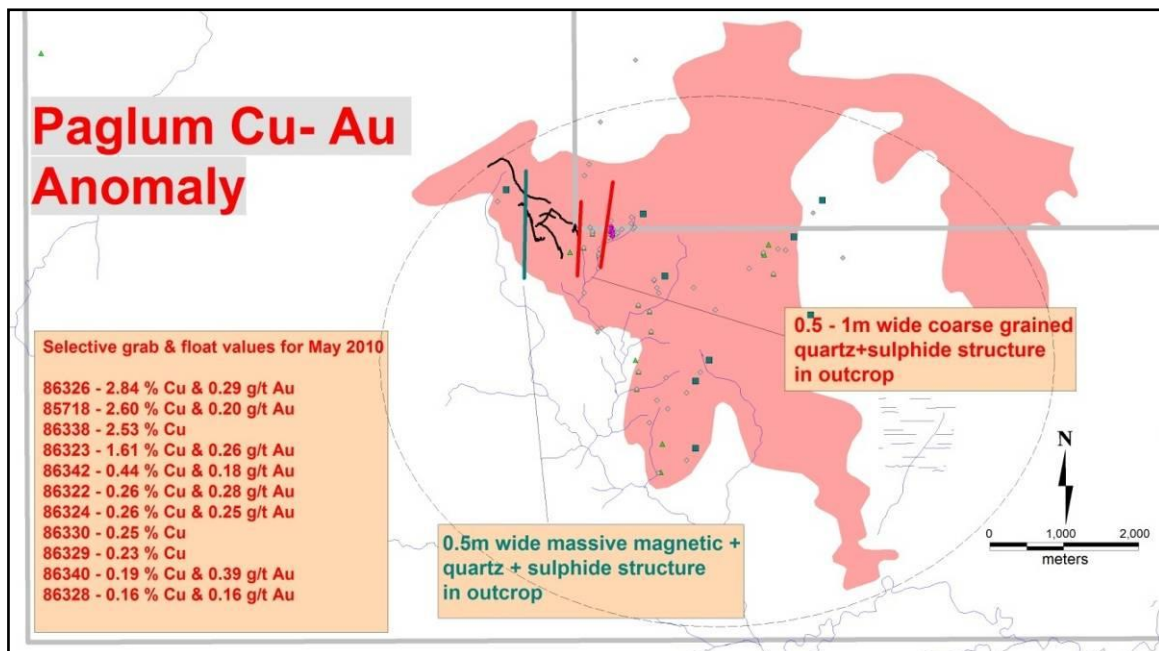 Paglum Cu- Au
Anomaly
Selective grab & float values for May 2010
86326 - 2.84 % Cu & 0.29 g/t Au
85718 - 2.60 % Cu & 0.20 g/t Au
86338 - 2.53 % Cu
86323 - 1.61 % Cu & 0.26 g/t Au
86342 - 0.44 % Cu & 0.18 g/t Au
86322 - 0.26 % Cu & 0.28 g/t Au
86324 - 0.26 % Cu & 0.25 g/t Au
86330 - 0.25 % Cu
86329 - 0.23 % Cu
86340 - 0.19 % Cu & 0.39 g/t Au
86328 - 0.16 % Cu & 0.16 g/t Au
0.5 - 1m wide coarse grained
quartz+sulphide structure
in outcrop
0.5m wide massive magnetic +
quartz + sulphide structure
in outcrop
N
0 1,000 2,000
meters